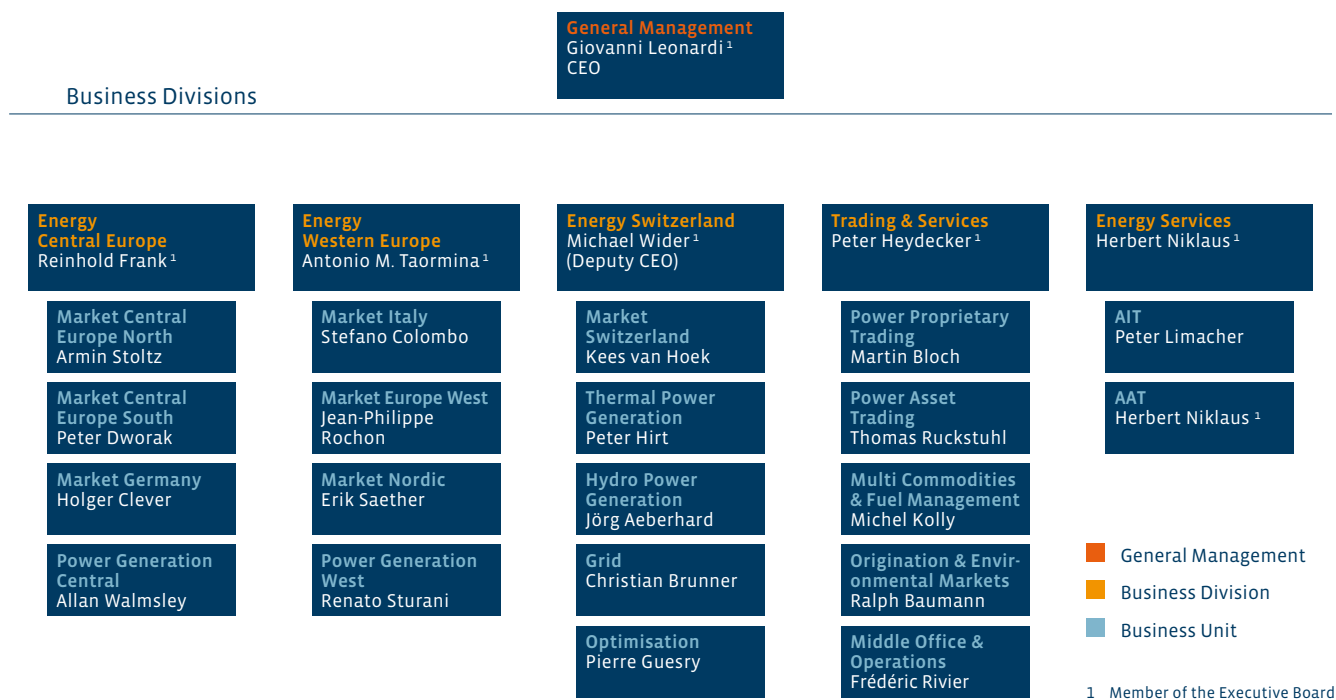 General Management
Giovanni Leonardi ¹
CEO
Business Divisions
Energy
Central Europe
Reinhold Frank ¹
Market Central
Europe North
Armin Stoltz
Market Central
Europe South
Peter Dworak
Market Germany
Holger Clever
Power Generation
Central
Allan Walmsley
Energy
Western Europe
Antonio M. Taormina ¹
Market Italy
Stefano Colombo
Market Europe West
Jean-Philippe
Rochon
Market Nordic
Erik Saether
Power Generation
West
Renato Sturani
Energy Switzerland
Michael Wider ¹
(Deputy CEO)
Market
Switzerland
Kees van Hoek
Thermal Power
Generation
Peter Hirt
Hydro Power
Generation
Jörg Aeberhard
Grid
Christian Brunner
Optimisation
Pierre Guesry
Trading & Services
Peter Heydecker ¹
Power Proprietary
Trading
Martin Bloch
Power Asset
Trading
Thomas Ruckstuhl
Multi Commodities
& Fuel Management
Michel Kolly
Origination & Envir-
onmental Markets
Ralph Baumann
Middle Office &
Operations
Frédéric Rivier
Energy Services
Herbert Niklaus ¹
AIT
Peter Limacher
AAT
Herbert Niklaus ¹
General Management
Business Division
Business Unit
1 Member of the Executive Board